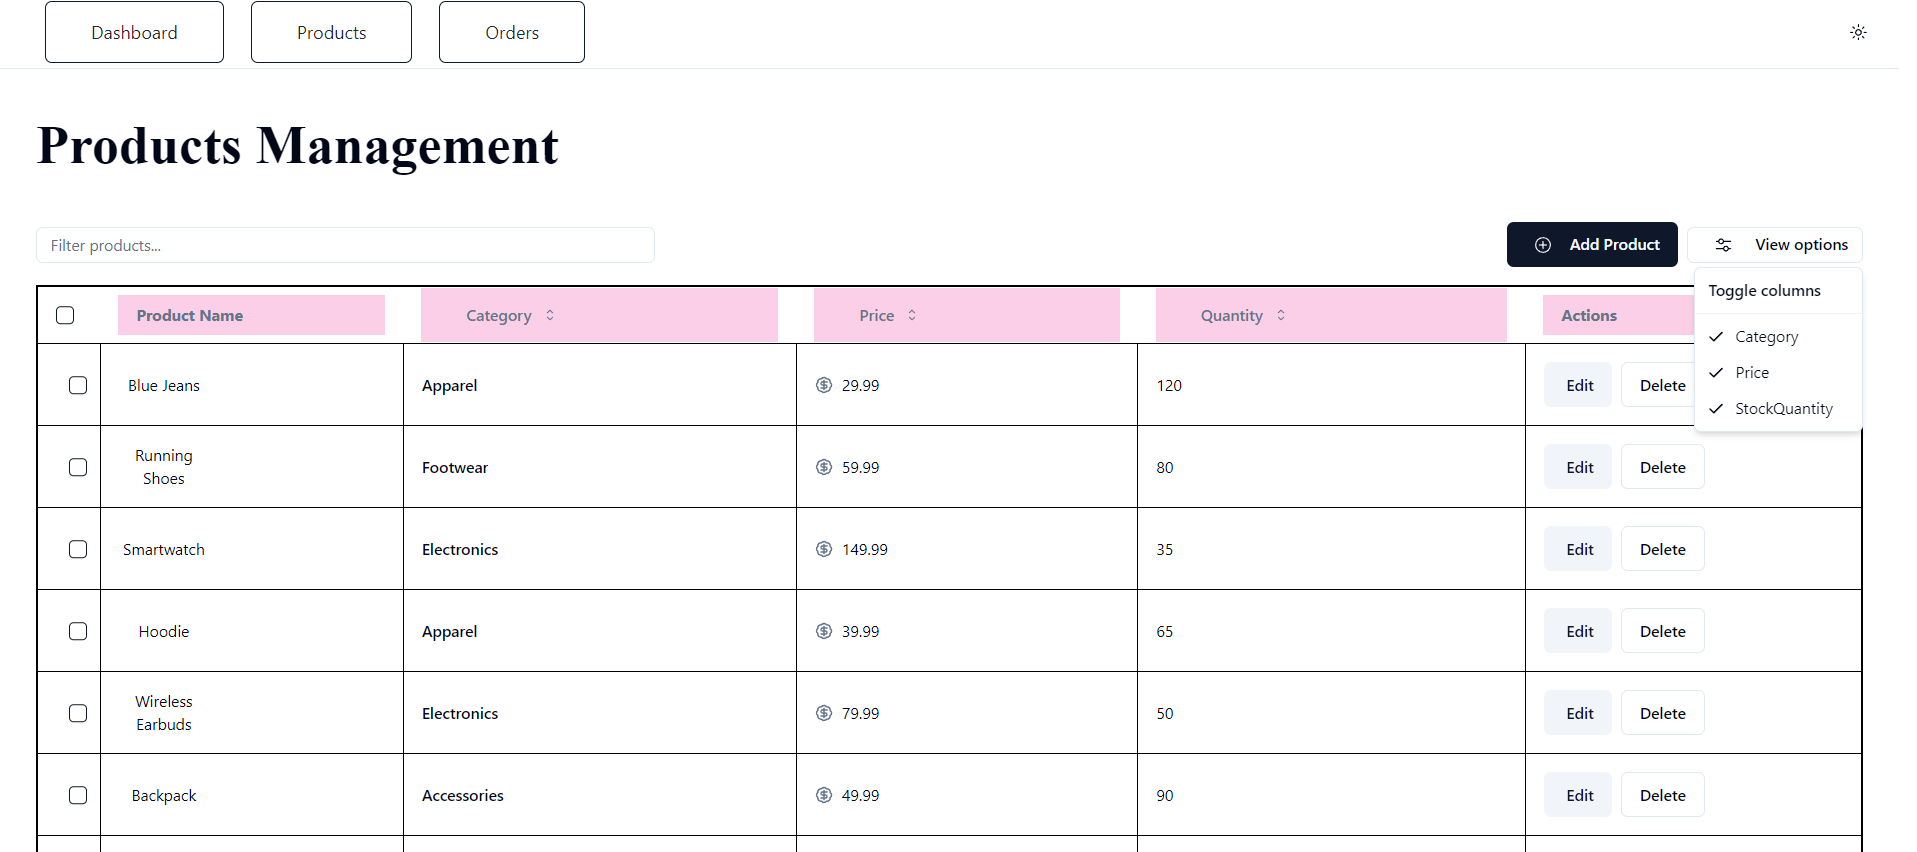 Dashboard Products Orders
Products Management
Filter products...
Add Product View options
Toggle columns
Category
Price
StockQuantity
Product Name Category Price Quantity Actions
Blue Jeans Apparel 29.99 120 Edit Delete
Running
Shoes
Footwear 59.99 80 Edit Delete
Smartwatch Electronics 149.99 35 Edit Delete
Hoodie Apparel 39.99 65 Edit Delete
Wireless
Earbuds
Electronics 79.99 50 Edit Delete
Backpack Accessories 49.99 90 Edit Delete